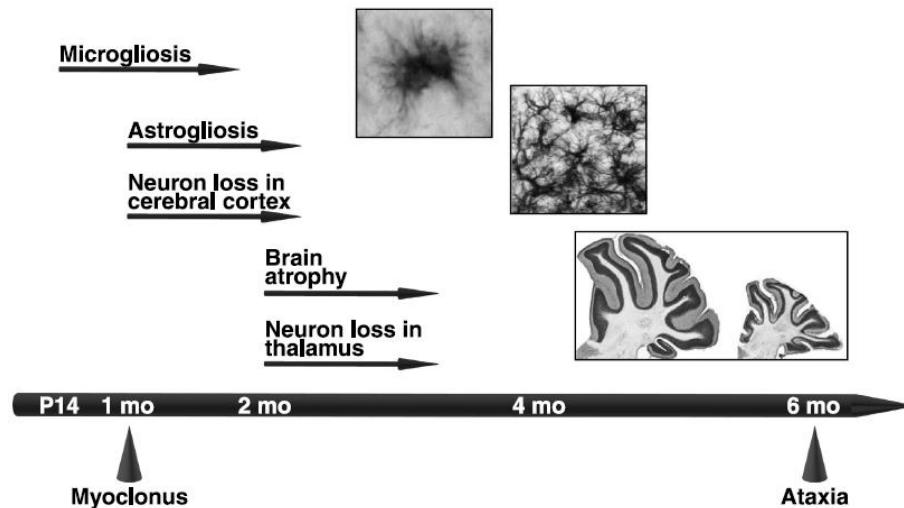 Microgliosis
Astrogliosis
Neuron loss in
cerebral cortex
Brain
atrophy
Neuron loss in
thalamus
P14 1 mo 2 mo 4 mo 6 mo
Myoclonus Ataxia